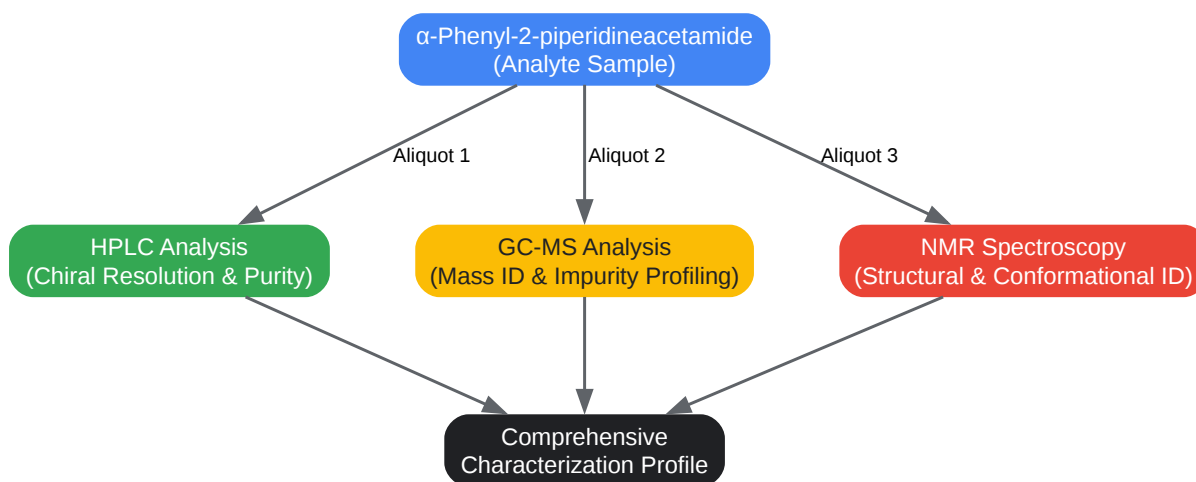 α-Phenyl-2-piperidineacetamide
(Analyte Sample)
Aliquot 1
Aliquot 2
Aliquot 3
HPLC Analysis
(Chiral Resolution & Purity)
GC-MS Analysis
(Mass ID & Impurity Profiling)
NMR Spectroscopy
(Structural & Conformational ID)
Comprehensive
Characterization Profile